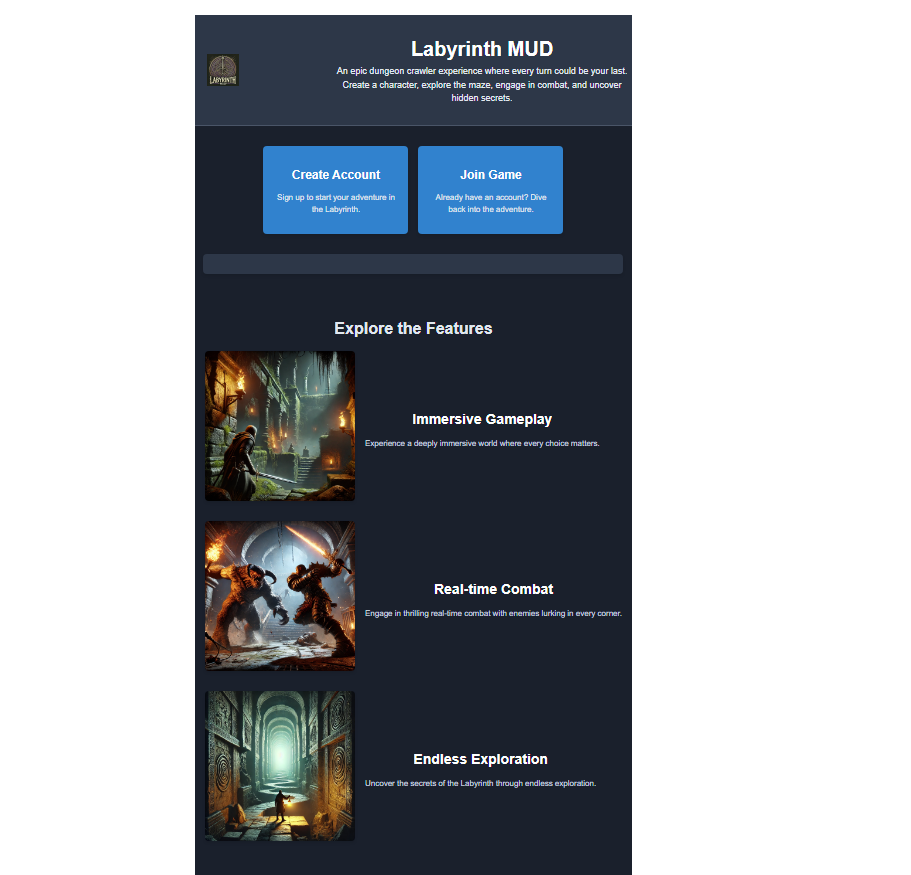 LABYRINTH
Labyrinth MUD
An epic dungeon crawler experience where every turn could be your last.
Create a character, explore the maze, engage in combat, and uncover
hidden secrets.
Create Account
Sign up to start your adventure in
the Labyrinth.
Join Game
Already have an account? Dive
back into the adventure.
Explore the Features
Immersive Gameplay
Experience a deeply immersive world where every choice matters.
Real-time Combat
Engage in thrilling real-time combat with enemies lurking in every corner.
Endless Exploration
Uncover the secrets of the Labyrinth through endless exploration.